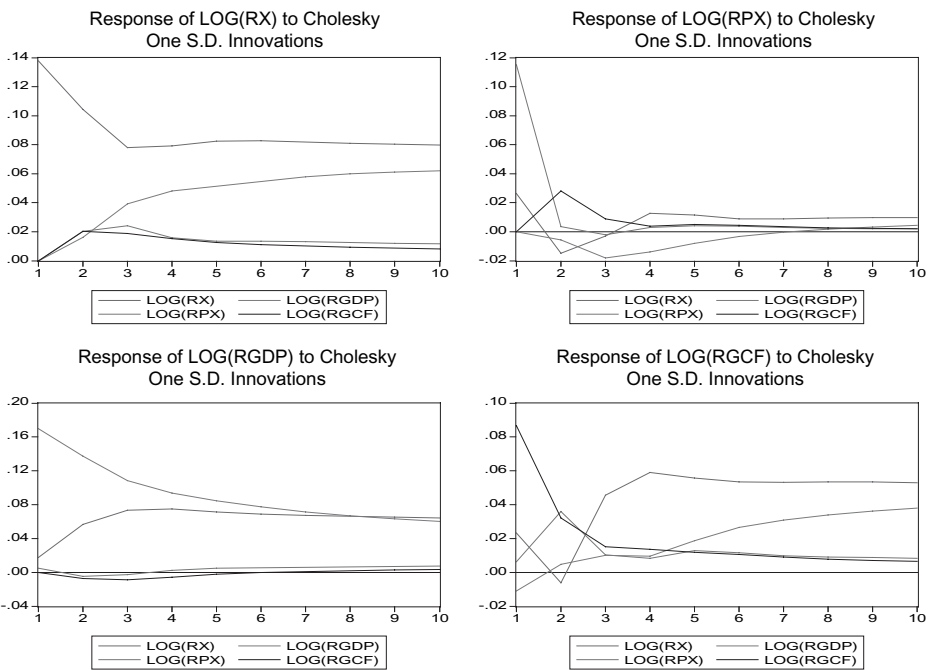 Response of LOG(RX) to Cholesky
One S.D. Innovations
.14
.12
.10
.08
.06
.04
.02
.00
1 2 3 4 5 6 7 8 9 10
LOG(RX) LOG(RGDP)
LOG(RPX) LOG(RGCF)
Response of LOG(RPX) to Cholesky
One S.D. Innovations
.12
.10
.08
.06
.04
.02
.00
-.02
1 2 3 4 5 6 7 8 9 10
LOG(RX) LOG(RGDP)
LOG(RPX) LOG(RGCF)
Response of LOG(RGDP) to Cholesky
One S.D. Innovations
.20
.16
.12
.08
.04
.00
-.04
1 2 3 4 5 6 7 8 9 10
LOG(RX) LOG(RGDP)
LOG(RPX) LOG(RGCF)
Response of LOG(RGCF) to Cholesky
One S.D. Innovations
.10
.08
.06
.04
.02
.00
-.02
1 2 3 4 5 6 7 8 9 10
LOG(RX) LOG(RGDP)
LOG(RPX) LOG(RGCF)